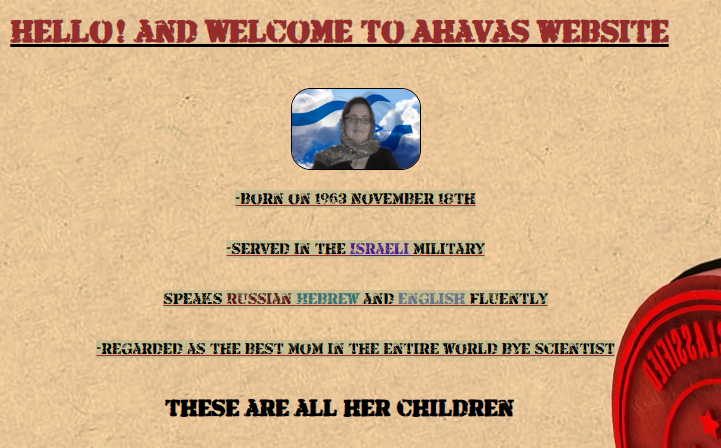 HELLO! AND WELCOME TO AHAVAS WEBSITE
-BORN ON 1963 NOVEMBER 18TH
-SERVED IN THE ISRAELI MILITARY
SPEAKS RUSSIAN HEBREW AND ENGLISH FLUENTLY
-REGARDED AS THE BEST MOM IN THE ENTIRE WORLD BYE SCIENTIST
THESE ARE ALL HER CHILDREN